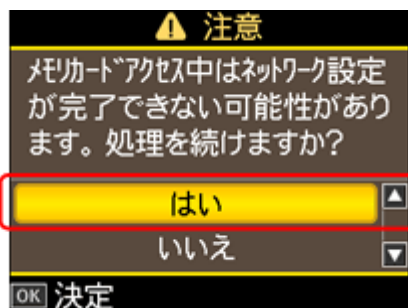 注意
ﾒﾓﾘｶｰﾄﾞｱｸｾｽ中はﾈｯﾄﾜｰｸ設定
が完了できない可能性があり
ます。処理を続けますか?
はい
いいえ
OK 決定